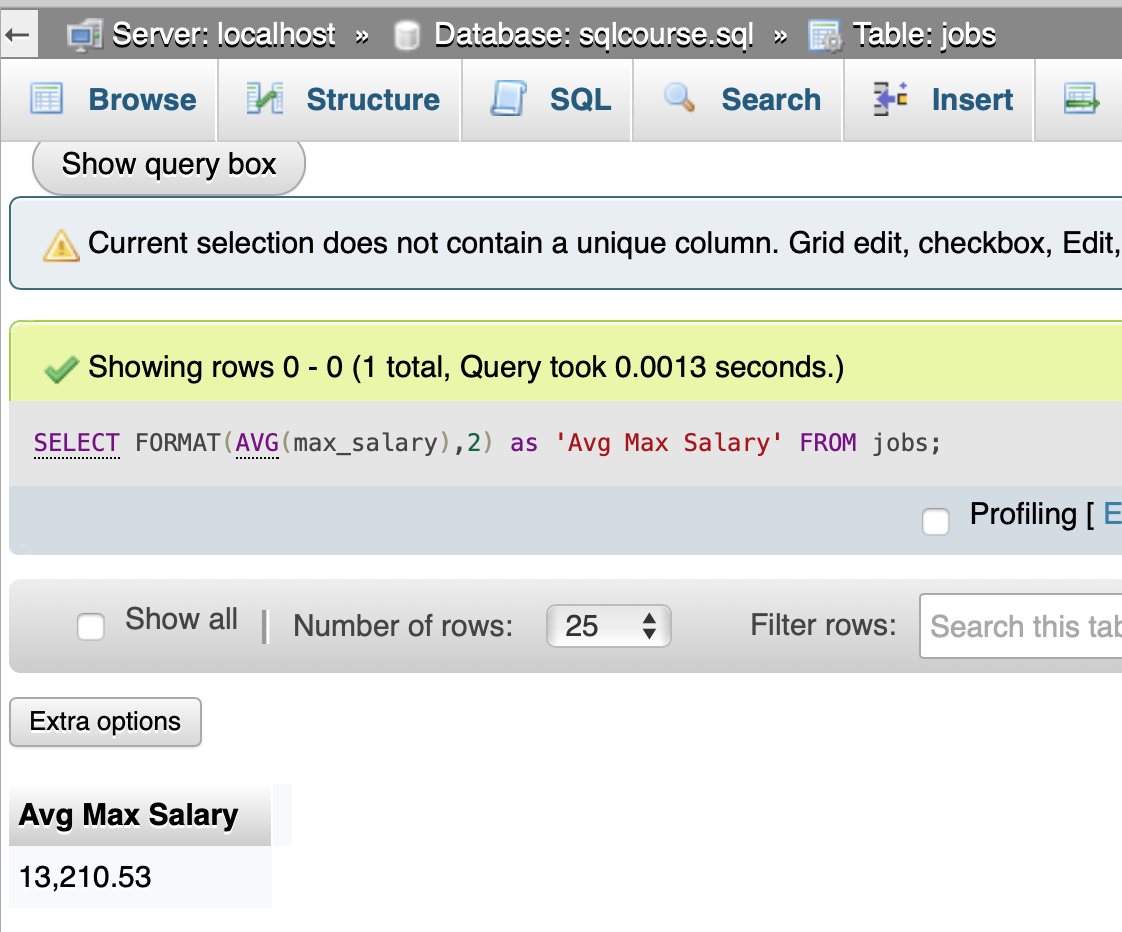 Server: localhost » Database: sqlcourse.sql » Table: jobs
Browse Structure SQL Search Insert
Show query box
Current selection does not contain a unique column. Grid edit, checkbox, Edit,
Showing rows 0 - 0 (1 total, Query took 0.0013 seconds.)
SELECT FORMAT(AVG(max_salary),2) as 'Avg Max Salary' FROM jobs;
Profiling [ E
Show all | Number of rows: 25 Filter rows: Search this tab
Extra options
Avg Max Salary
13,210.53